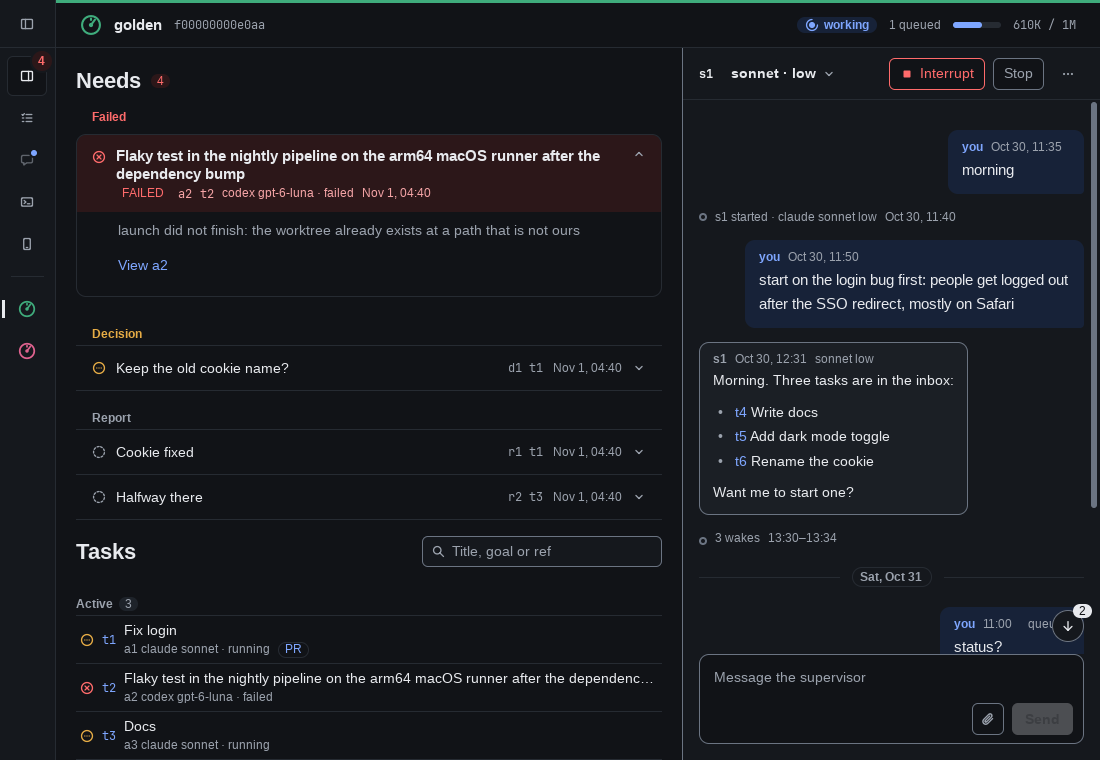 golden f00000000e0aa
working 1 queued 610K / 1M
4
Needs 4
Failed
Flaky test in the nightly pipeline on the arm64 macOS runner after the
dependency bump
FAILED a2 t2 codex gpt-6-luna · failed Nov 1, 04:40
launch did not finish: the worktree already exists at a path that is not ours
View a2
Decision
Keep the old cookie name? d1 t1 Nov 1, 04:40
Report
Cookie fixed r1 t1 Nov 1, 04:40
Halfway there r2 t3 Nov 1, 04:40
Tasks
Title, goal or ref
Active 3
t1 Fix login
a1 claude sonnet · running PR
t2 Flaky test in the nightly pipeline on the arm64 macOS runner after the dependenc…
a2 codex gpt-6-luna · failed
t3 Docs
a3 claude sonnet · running
s1 sonnet · low Interrupt Stop
you Oct 30, 11:35
morning
s1 started · claude sonnet low Oct 30, 11:40
you Oct 30, 11:50
start on the login bug first: people get logged out
after the SSO redirect, mostly on Safari
s1 Oct 30, 12:31 sonnet low
Morning. Three tasks are in the inbox:
• t4 Write docs
• t5 Add dark mode toggle
• t6 Rename the cookie
Want me to start one?
3 wakes 13:30–13:34
Sat, Oct 31
you 11:00
2
status?
Message the supervisor
Send